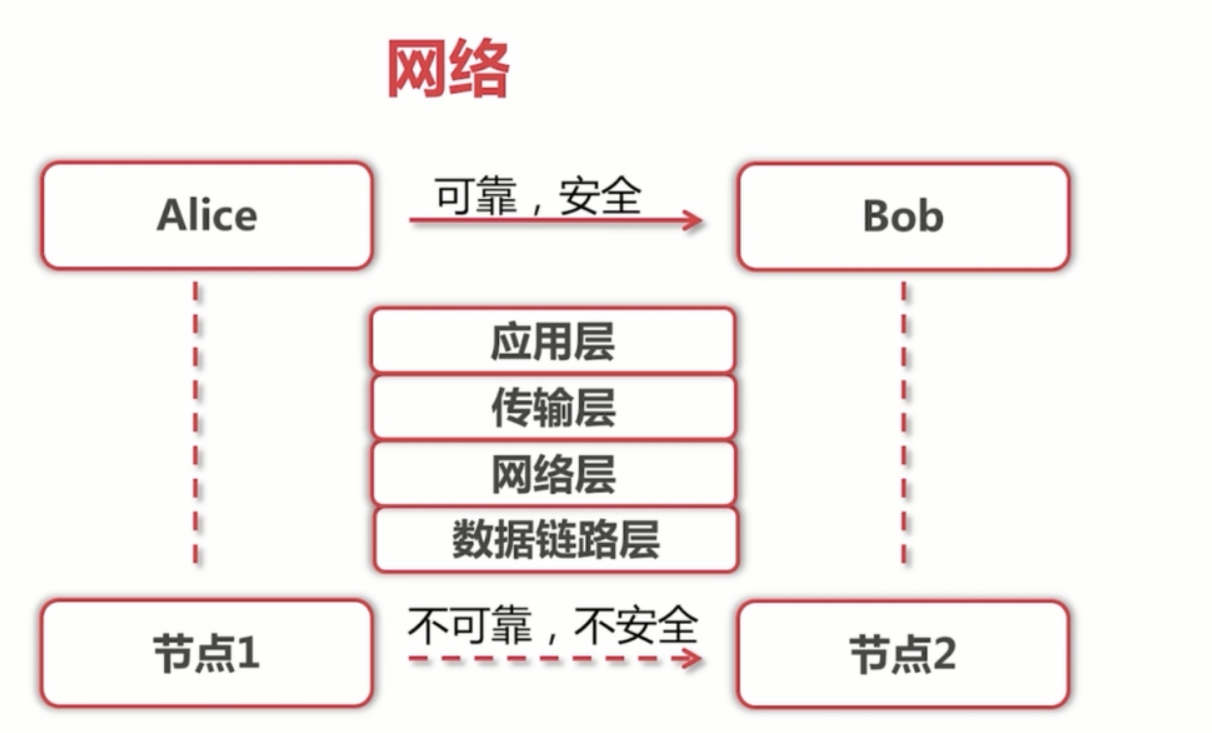 网络
Alice
可靠，安全
Bob
应用层
传输层
网络层
数据链路层
节点1
不可靠，不安全
节点2